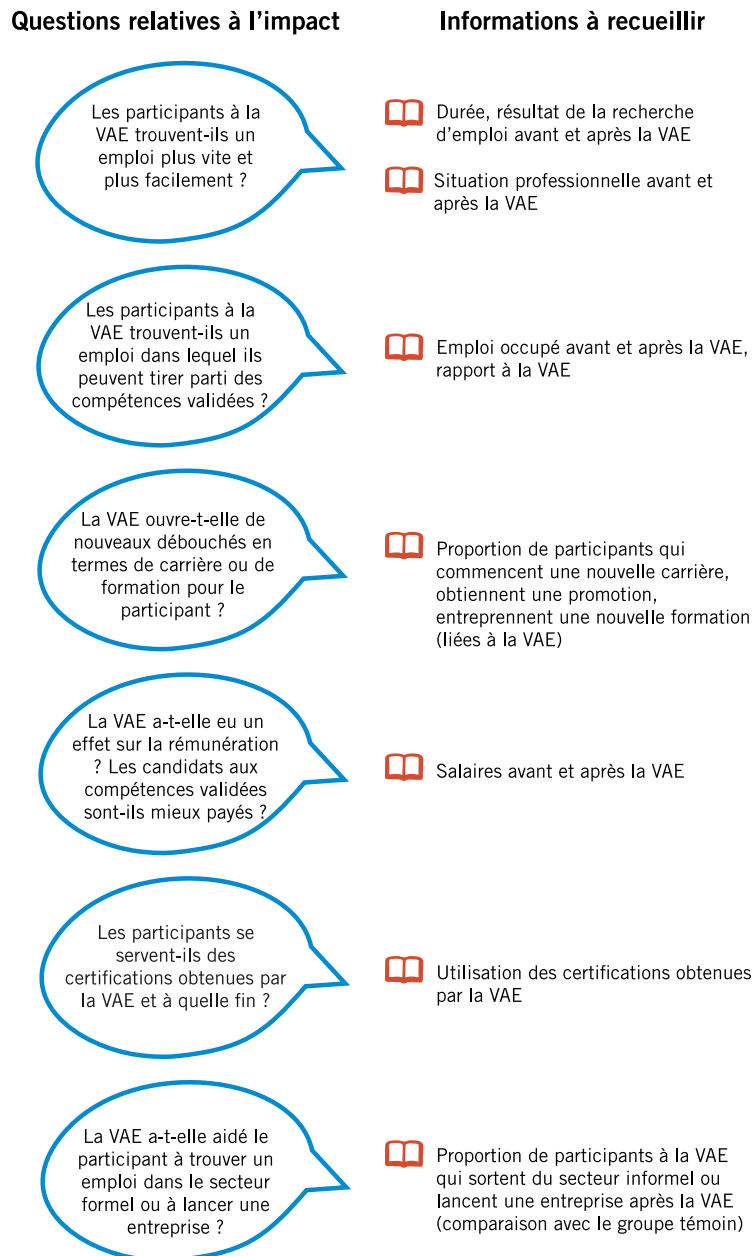 Questions relatives à l'impact
Informations à recueillir
Les participants à la
VAE trouvent-ils un
emploi plus vite et
plus facilement ?
Durée, résultat de la recherche
d'emploi avant et après la VAE
Situation professionnelle avant et
après la VAE
Les participants à la
VAE trouvent-ils un
emploi dans lequel ils
peuvent tirer parti des
compétences validées ?
Emploi occupé avant et après la VAE,
rapport à la VAE
La VAE ouvre-t-elle de
nouveaux débouchés en
termes de carrière ou de
formation pour le
participant ?
Proportion de participants qui
commencent une nouvelle carrière,
obtiennent une promotion,
entreprennent une nouvelle formation
(liées à la VAE)
La VAE a-t-elle eu un
effet sur la rémunération
? Les candidats aux
compétences validées
sont-ils mieux payés ?
Salaires avant et après la VAE
Les participants se
servent-ils des
certifications obtenues par
la VAE et à quelle fin ?
Utilisation des certifications obtenues
par la VAE
La VAE a-t-elle aidé le
participant à trouver un
emploi dans le secteur
formel ou à lancer une
entreprise ?
Proportion de participants à la VAE
qui sortent du secteur informel ou
lancent une entreprise après la VAE
(comparaison avec le groupe témoin)